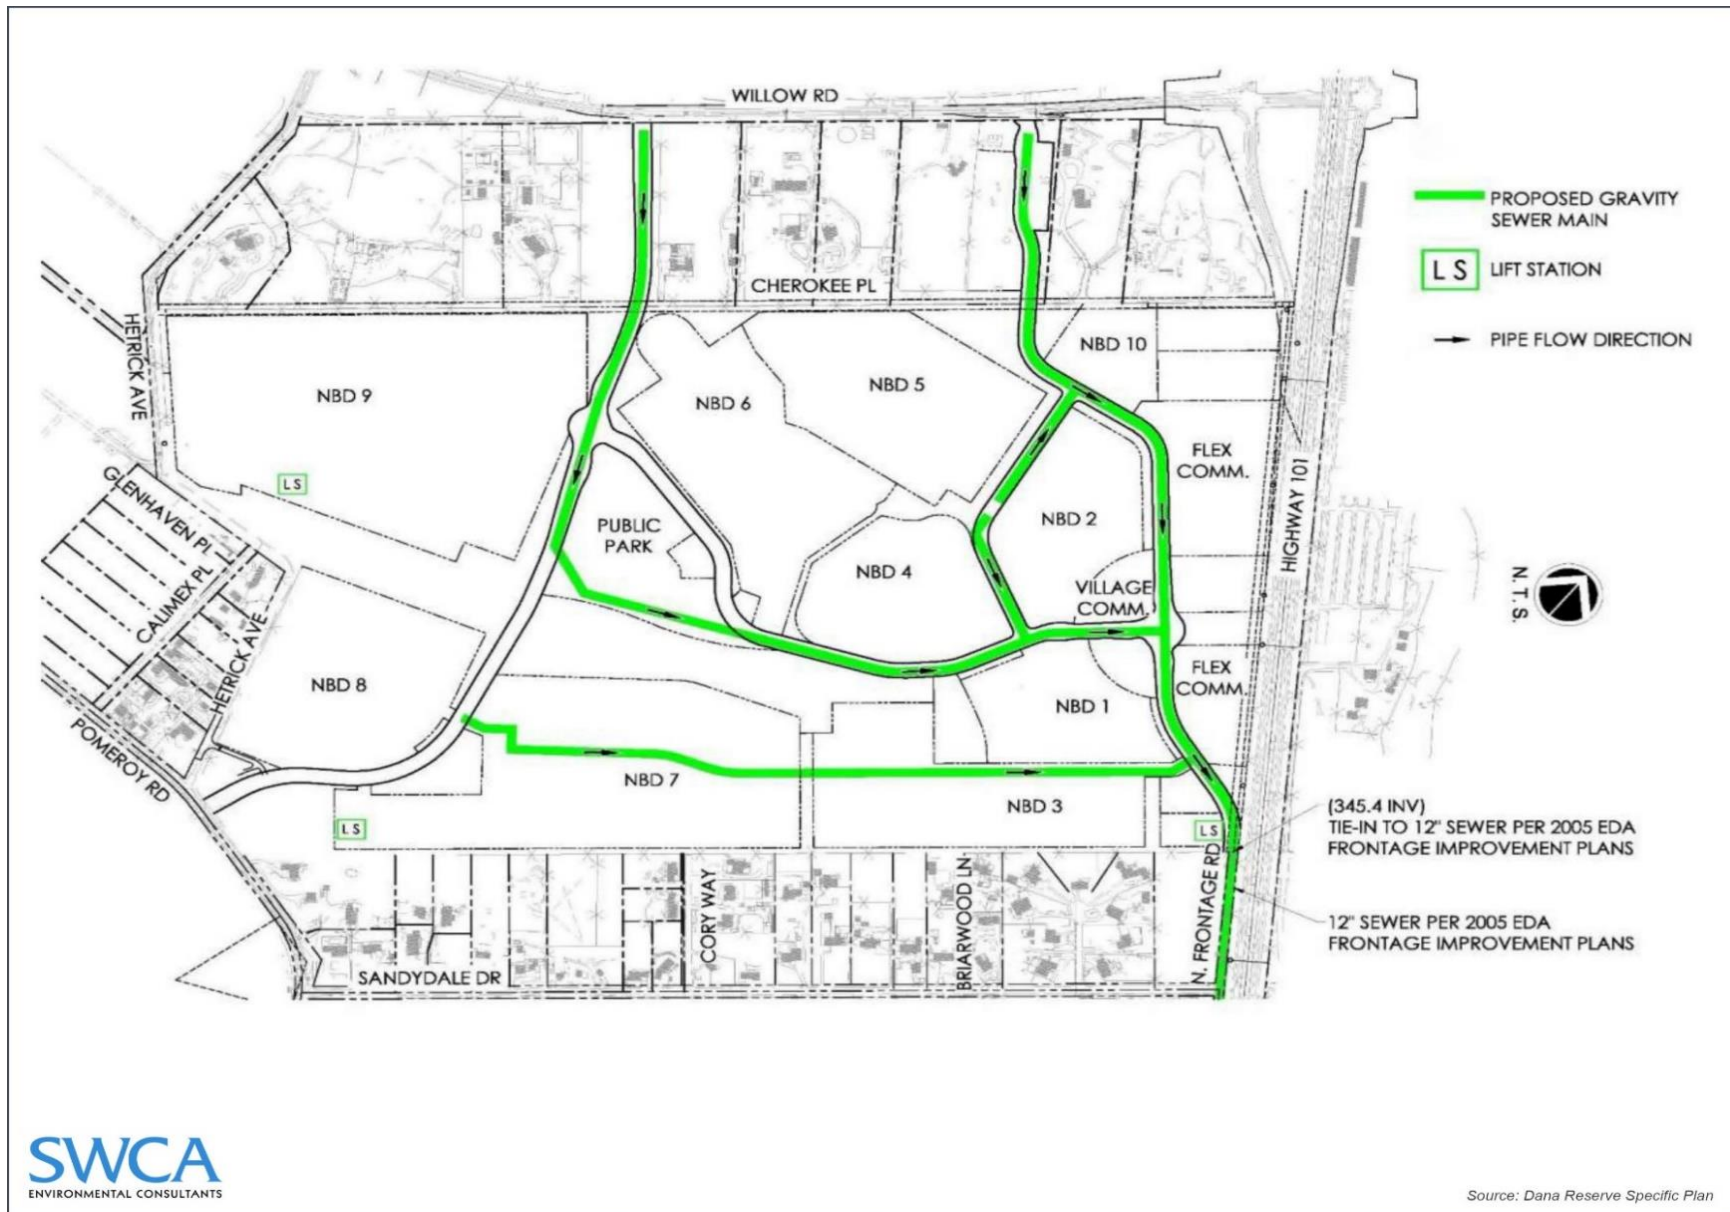 WILLOW RD
PROPOSED GRAVITY
SEWER MAIN
L S
LIFT STATION
CHEROKEE PL
PIPE FLOW DIRECTION
HETRICK AVE
NBD 10
NBD 9
NBD 5
NBD 6
FLEX
COMM.
HIGHWAY 101
L S
GLENHAVEN PL
NBD 2
PUBLIC
PARK
NBD 4
CALIMEX PL
VILLAGE
COMM.
N. T. S.
HETRICK AVE
NBD 8
FLEX
COMM.
NBD 1
POMEROY RD
NBD 7
NBD 3
L S
L S
(345.4 INV)
TIE-IN TO 12" SEWER PER 2005 EDA
FRONTAGE IMPROVEMENT PLANS
CORY WAY
BRIARWOOD LN
N. FRONTAGE RD
12" SEWER PER 2005 EDA
FRONTAGE IMPROVEMENT PLANS
SANDYDALE DR
SWCA
ENVIRONMENTAL CONSULTANTS
Source: Dana Reserve Specific Plan